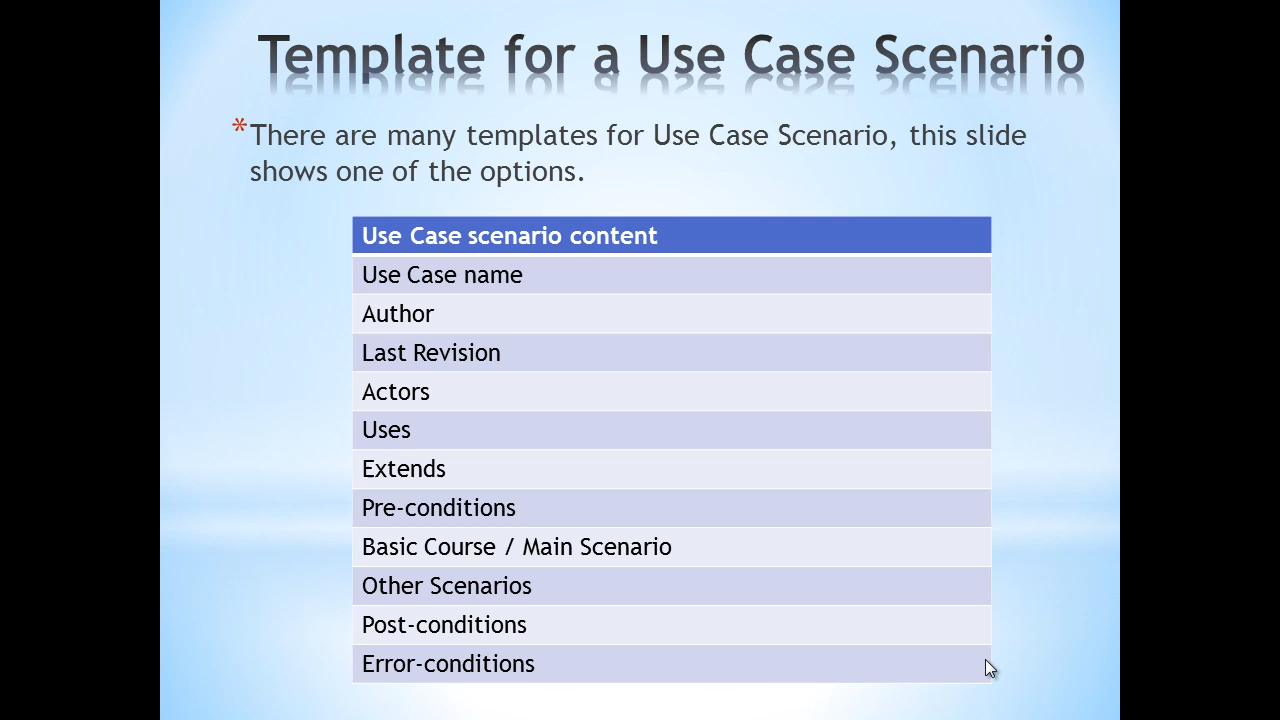 Template for a Use Case Scenario
*There are many templates for Use Case Scenario, this slide
shows one of the options.
Use Case scenario content
Use Case name
Author
Last Revision
Actors
Uses
Extends
Pre-conditions
Basic Course / Main Scenario
Other Scenarios
Post-conditions
Error-conditions